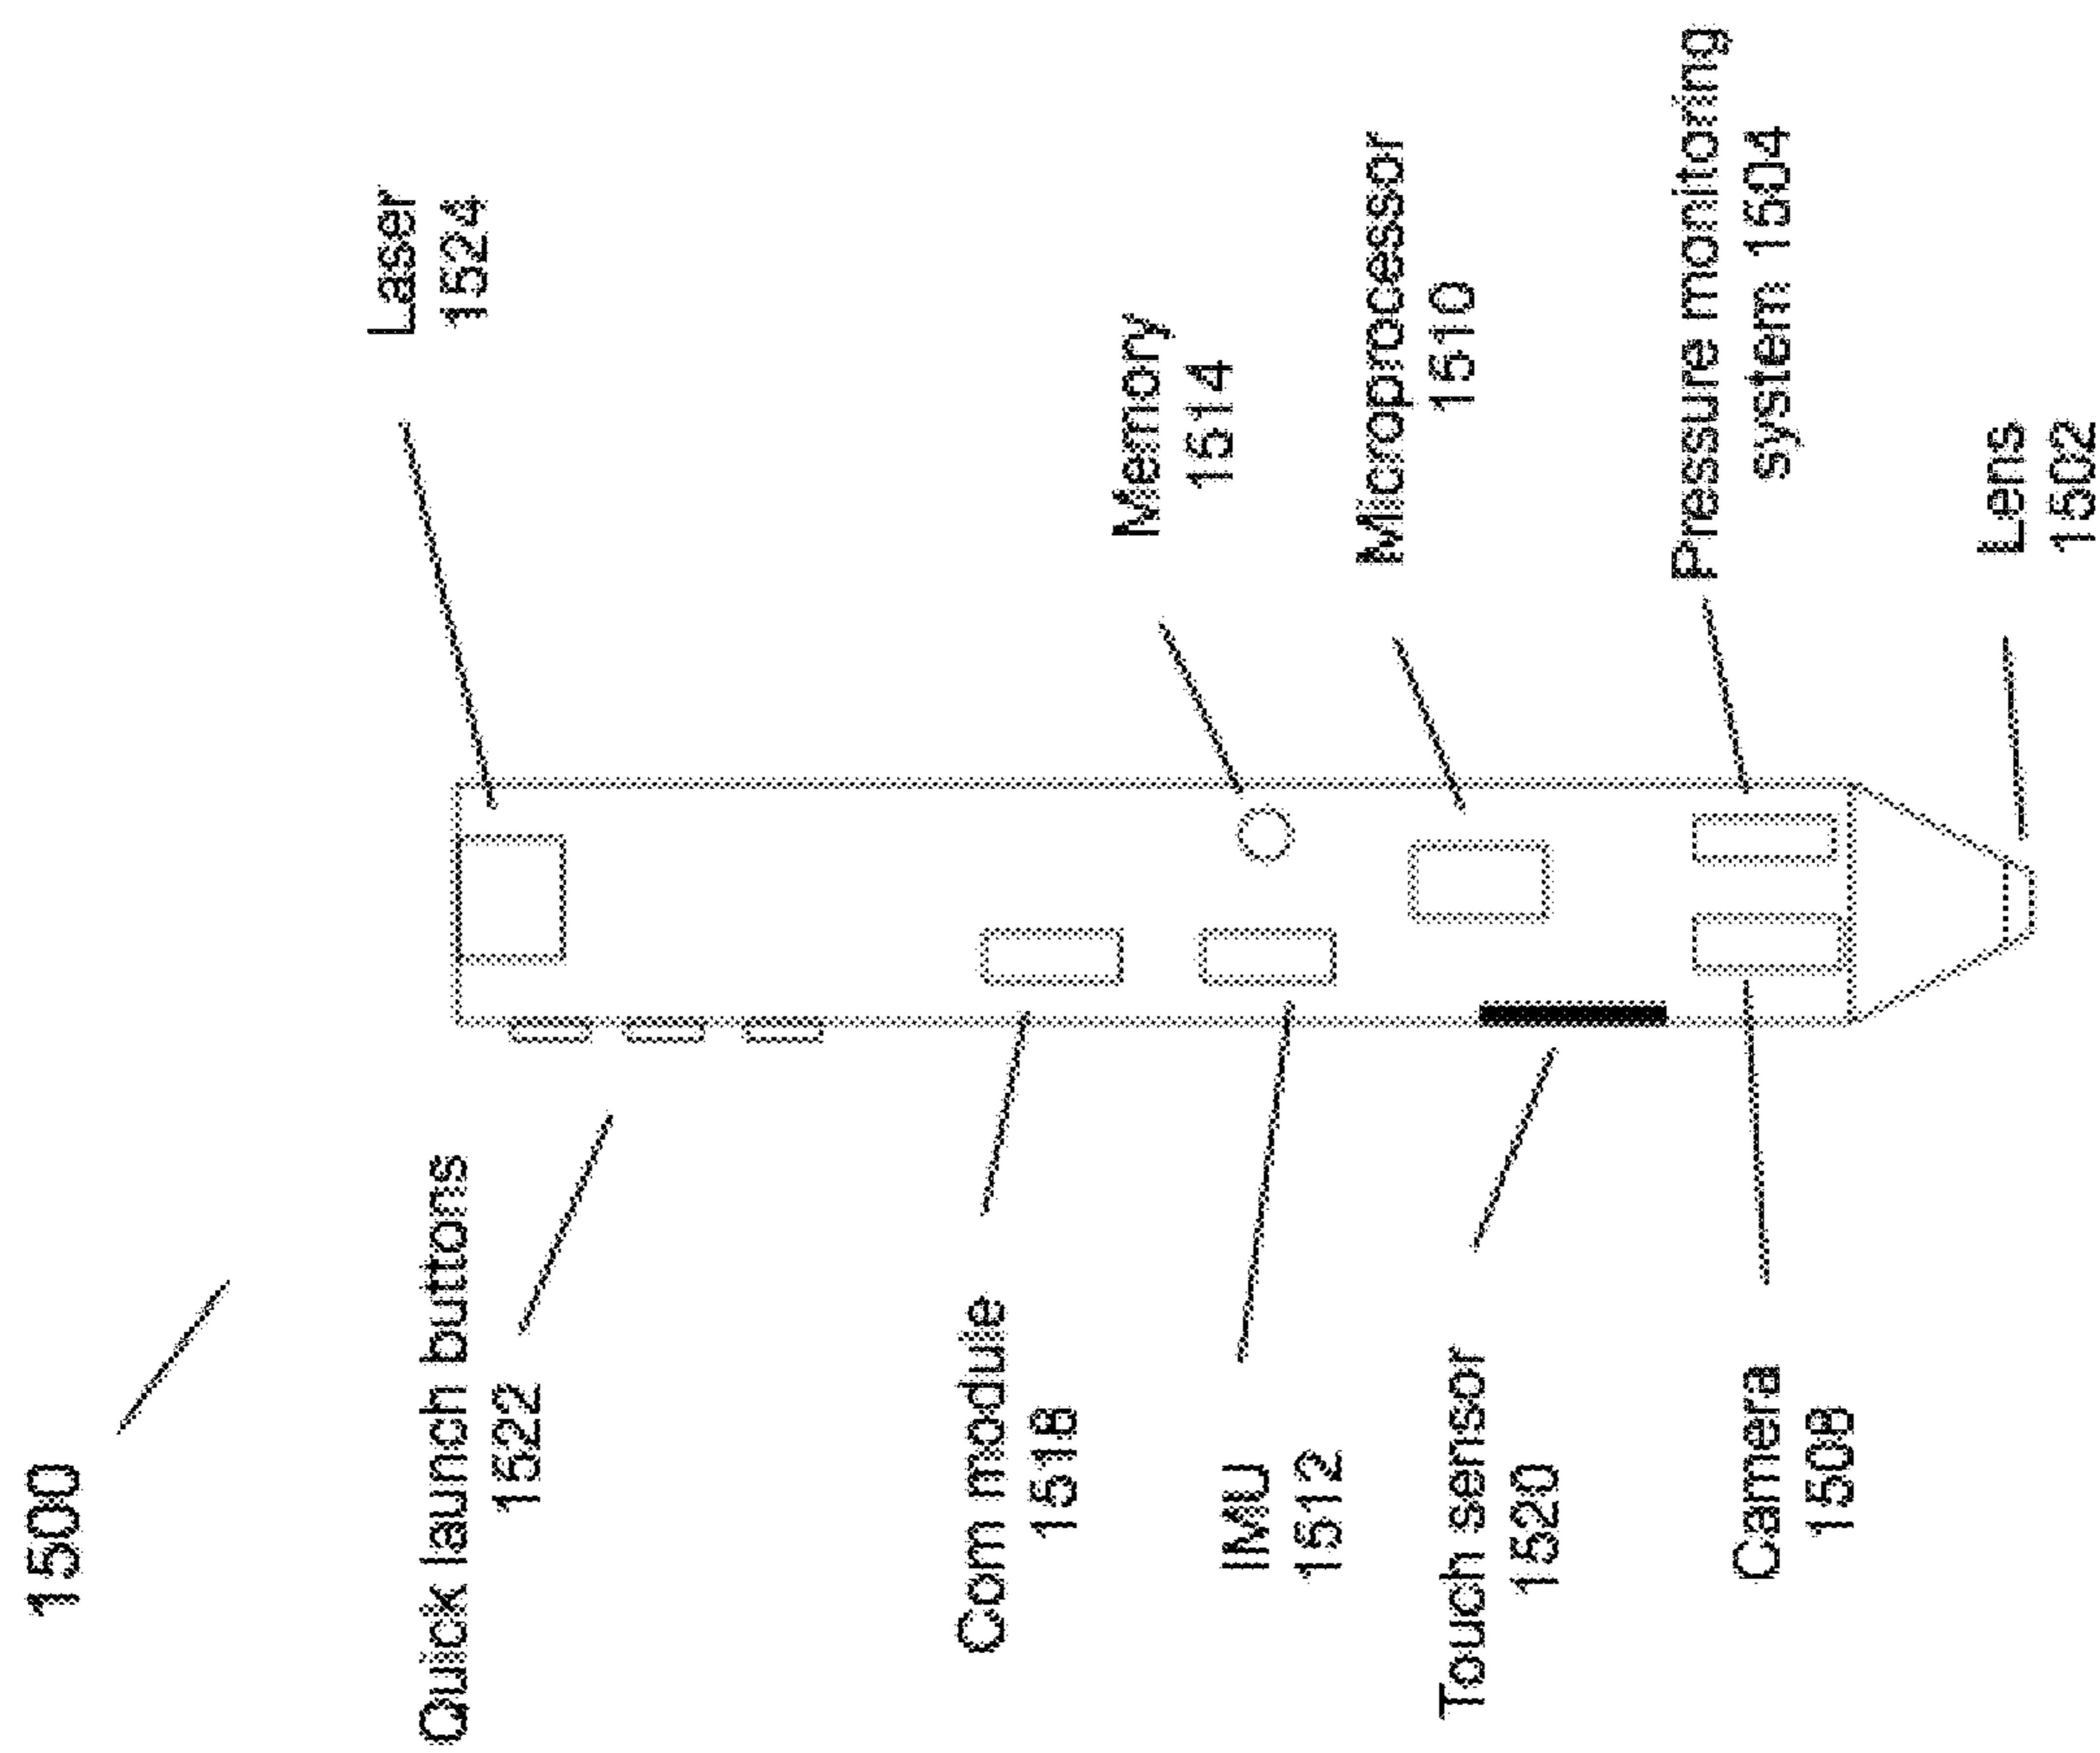 1500
Quick launch buttons
1522
Laser
1524
Com module
1518
Memory
1514
IMU
1512
Microprocessor
1510
Touch sensor
1520
Pressure monitoring
system 1504
Camera
1508
Lens
1502